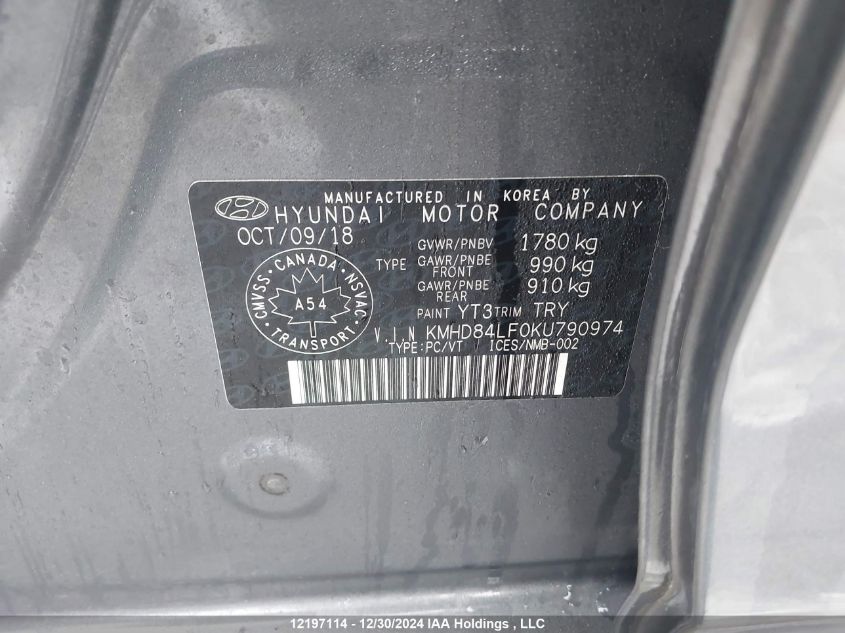 MANUFACTURED IN KOREA BY
HYUNDAI MOTOR COMPANY
OCT/09/18
GVWR/PNBV 1780 kg
TYPE GAWR/PNBE FRONT 990 kg
GAWR/PNBE REAR 910 kg
PAINT YT3 TRIM TRY
CMVSS · CANADA · NSVAC
A54
TRANSPORT
V.I.N KMHD84LF0KU790974
TYPE:PC/VT ICES/NMB-002
12197114 - 12/30/2024 IAA Holdings , LLC